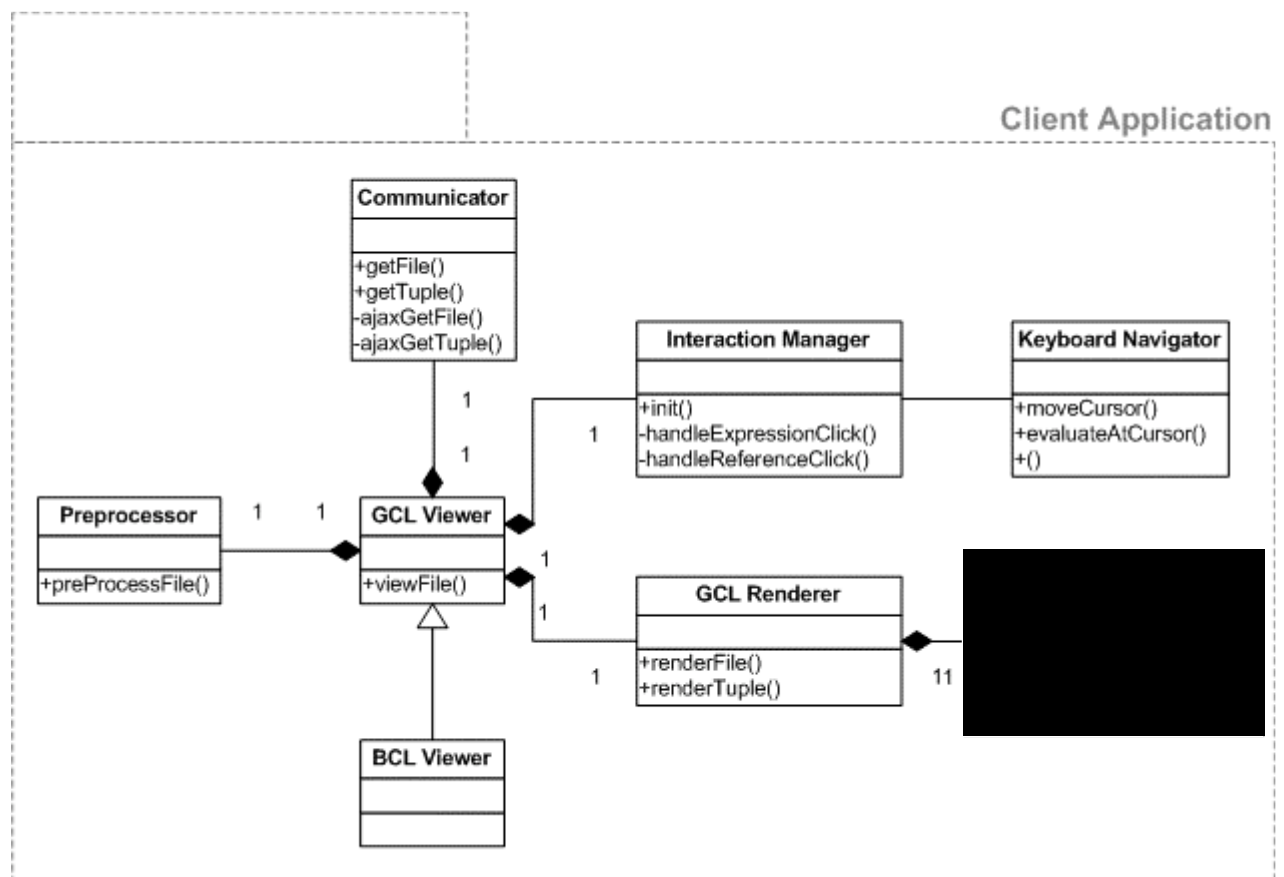 Client Application
Communicator
+getFile()
+getTuple()
-ajaxGetFile()
-ajaxGetTuple()
1
1
Interaction Manager
+init()
-handleExpressionClick()
-handleReferenceClick()
1
Keyboard Navigator
+moveCursor()
+evaluateAtCursor()
+()
Preprocessor
+preProcessFile()
1
1
GCL Viewer
+viewFile()
1
1
1
GCL Renderer
+renderFile()
+renderTuple()
11
BCL Viewer